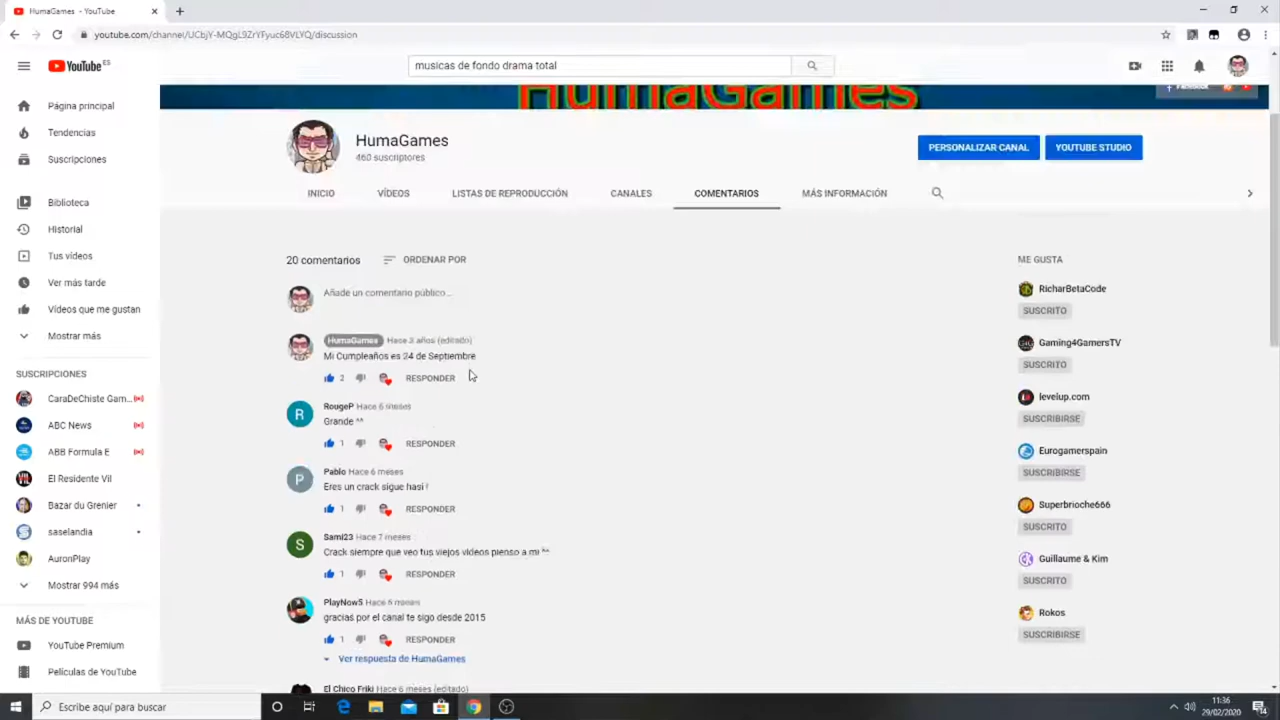 HumaGames - YouTube
youtube.com/channel/UCbjY-MQgL9ZrYFyuc68VLYQ/discussion
YouTube ES
musicas de fondo drama total
Página principal
Tendencias
Suscripciones
Biblioteca
Historial
Tus vídeos
Ver más tarde
Vídeos que me gustan
Mostrar más
SUSCRIPCIONES
CaraDeChiste Gam...
ABC News
ABB Formula E
El Residente Vil
Bazar du Grenier
saselandia
AuronPlay
Mostrar 994 más
MÁS DE YOUTUBE
YouTube Premium
Películas de YouTube
HumaGames
Facebook
HumaGames
460 suscriptores
PERSONALIZAR CANAL
YOUTUBE STUDIO
INICIO
VÍDEOS
LISTAS DE REPRODUCCIÓN
CANALES
COMENTARIOS
MÁS INFORMACIÓN
20 comentarios
ORDENAR POR
Añade un comentario público...
HumaGames Hace 3 años (editado)
Mi Cumpleaños es 24 de Septiembre
2 RESPONDER
R
RougeP Hace 6 meses
Grande ^^
1 RESPONDER
P
Pablo Hace 6 meses
Eres un crack sigue hasi !
1 RESPONDER
S
Sami23 Hace 7 meses
Crack siempre que veo tus viejos videos pienso a mi ^^
1 RESPONDER
PlayNow5 Hace 6 meses
gracias por el canal te sigo desde 2015
1 RESPONDER
Ver respuesta de HumaGames
El Chico Friki Hace 6 meses (editado)
ME GUSTA
RicharBetaCode
SUSCRITO
Gaming4GamersTV
SUSCRITO
levelup.com
SUSCRIBIRSE
Eurogamerspain
SUSCRIBIRSE
Superbrioche666
SUSCRITO
Guillaume & Kim
SUSCRITO
Rokos
SUSCRIBIRSE
Escribe aquí para buscar
11:36
29/02/2020
14